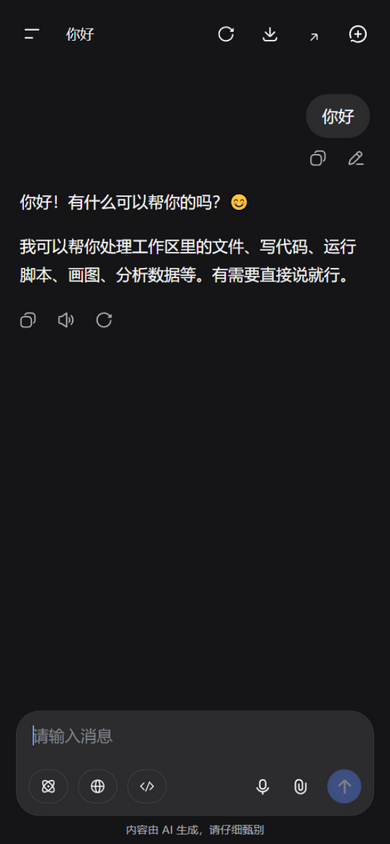 你好
你好
你好！有什么可以帮你的吗？😊
我可以帮你处理工作区里的文件、写代码、运行
脚本、画图、分析数据等。有需要直接说就行。
请输入消息
内容由 AI 生成，请仔细甄别